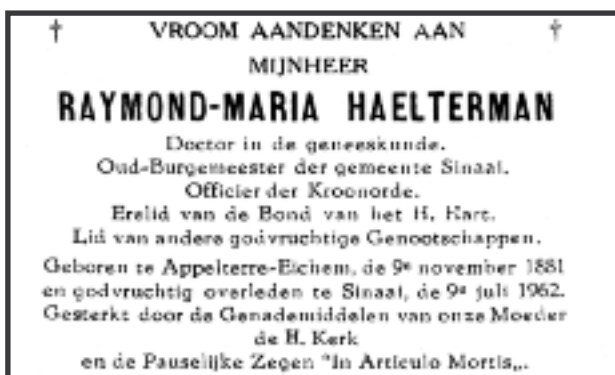 † VROOM AANDENKEN AAN †
MIJNHEER
RAYMOND-MARIA HAELTERMAN
Doctor in de geneeskunde.
Oud-Burgemeester der gemeente Sinaai.
Officier der Kroonorde.
Erelid van de Bond van het H. Hart.
Lid van andere godvruchtige Genootschappen.
Geboren te Appelterre-Eichem, de 9e november 1881
en godvruchtig overleden te Sinaai, de 9e juli 1962.
Gesterkt door de Genademiddelen van onze Moeder
de H. Kerk
en de Pauselijke Zegen "In Articulo Mortis„.